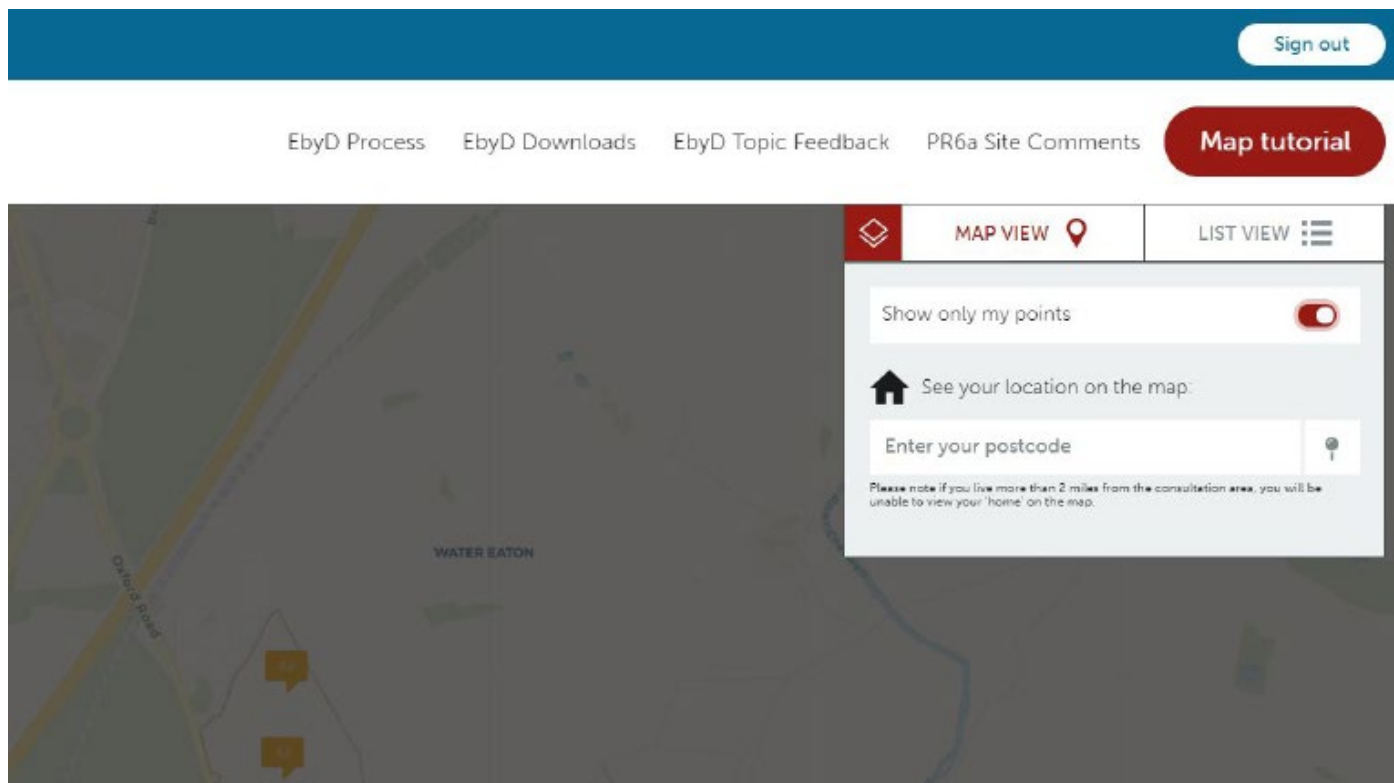 Sign out
EbyD Process EbyD Downloads EbyD Topic Feedback PR6a Site Comments Map tutorial
MAP VIEW LIST VIEW
Show only my points
See your location on the map:
Enter your postcode
Please note if you live more than 2 miles from the consultation area, you will be
unable to view your 'home' on the map.
WATER EATON
Oxford Road